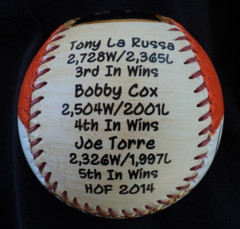 Tony La Russa
2,728W/2,365L
3rd In Wins
Bobby Cox
2,504W/2001L
4th In Wins
Joe Torre
2,326W/1,997L
5th In Wins
HOF 2014